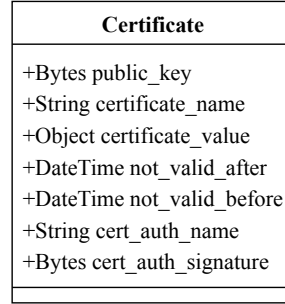 Certificate
+Bytes public_key
+String certificate_name
+Object certificate_value
+DateTime not_valid_after
+DateTime not_valid_before
+String cert_auth_name
+Bytes cert_auth_signature